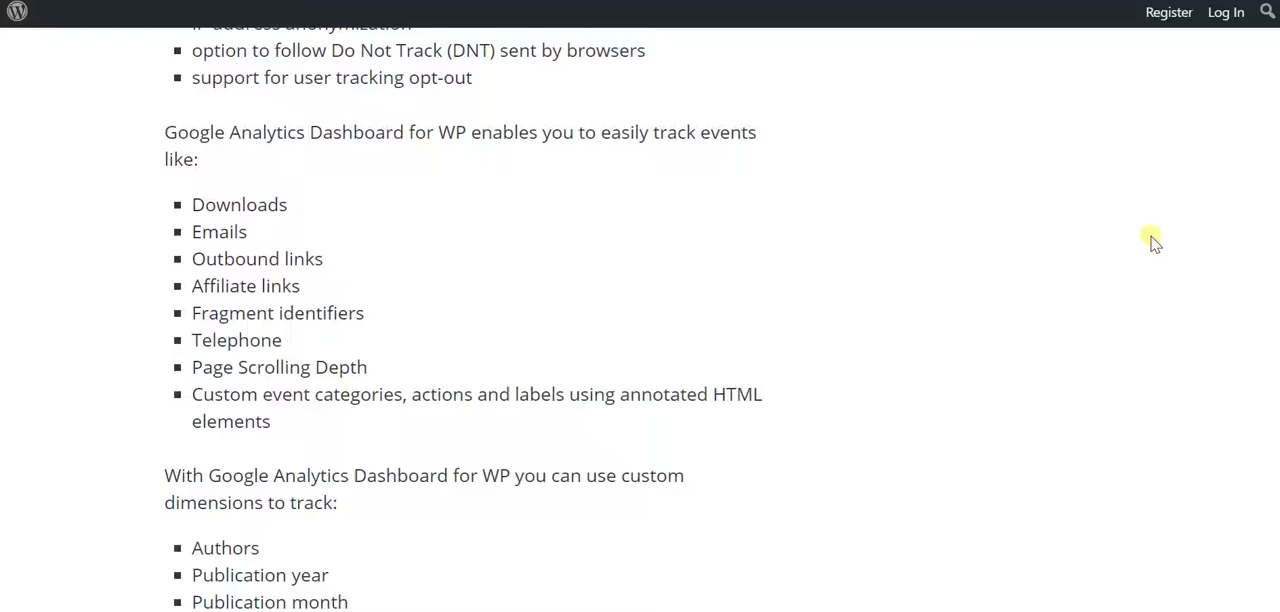 Register Log In
option to follow Do Not Track (DNT) sent by browsers
support for user tracking opt-out
Google Analytics Dashboard for WP enables you to easily track events
like:
Downloads
Emails
Outbound links
Affiliate links
Fragment identifiers
Telephone
Page Scrolling Depth
Custom event categories, actions and labels using annotated HTML
elements
With Google Analytics Dashboard for WP you can use custom
dimensions to track:
Authors
Publication year
Publication month